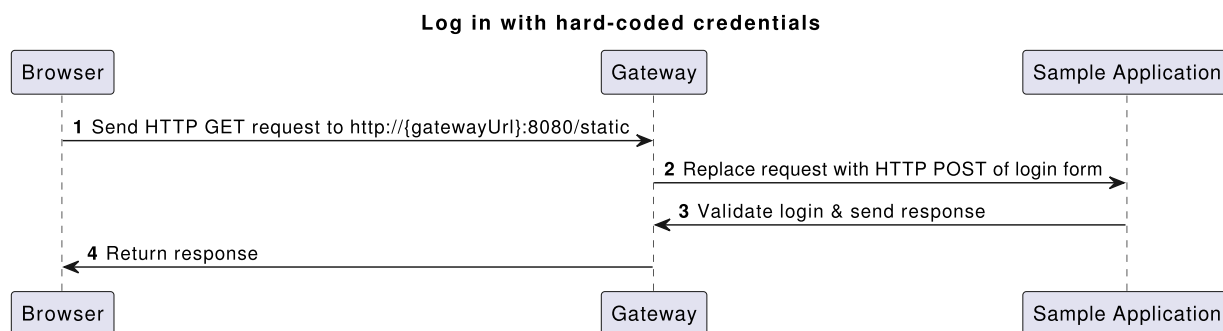 Log in with hard-coded credentials
Browser
Gateway
Sample Application
1 Send HTTP GET request to http://{gatewayUrl}:8080/static
2 Replace request with HTTP POST of login form
3 Validate login & send response
4 Return response
Browser
Gateway
Sample Application